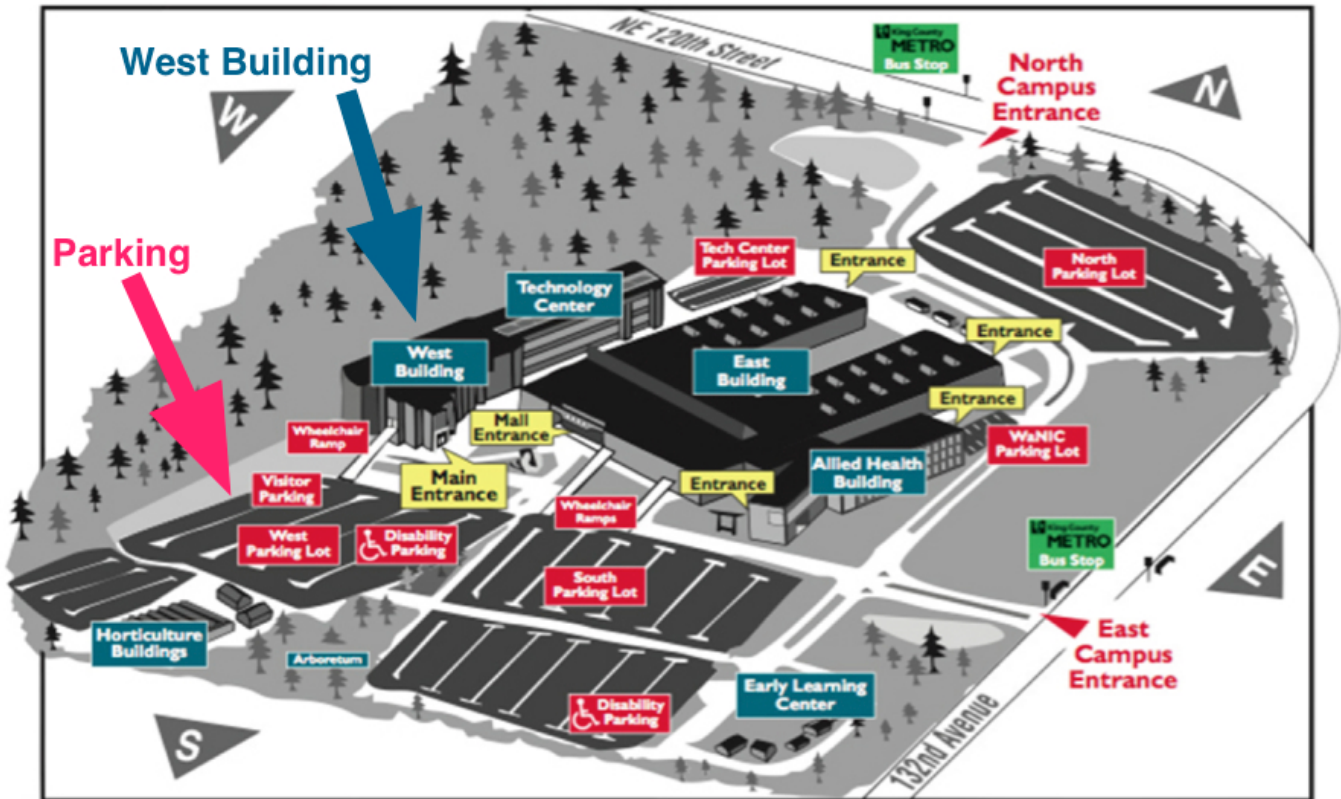 West Building
Parking
W
N
E
S
NE 120th Street
King County
METRO
Bus Stop
North
Campus
Entrance
Tech Center
Parking Lot
Entrance
North
Parking Lot
Technology
Center
West
Building
East
Building
Entrance
Entrance
Mall
Entrance
Wheelchair
Ramp
Main
Entrance
Allied Health
Building
WaNIC
Parking Lot
Visitor
Parking
Entrance
Wheelchair
Ramps
West
Parking Lot
Disability
Parking
South
Parking Lot
King County
METRO
Bus Stop
Horticulture
Buildings
Arboretum
East
Campus
Entrance
Early Learning
Center
Disability
Parking
132nd Avenue